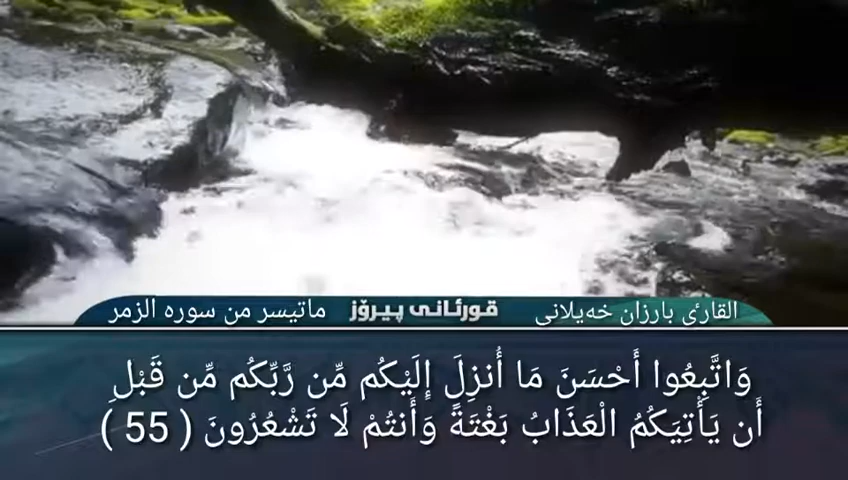 القارئ بارزان خەیلانی قورئانی پیرۆز ماتيسر من سوره الزمر
وَاتَّبِعُوا أَحْسَنَ مَا أُنزِلَ إِلَيْكُم مِّن رَّبِّكُم مِّن قَبْلِ
أَن يَأْتِيَكُمُ الْعَذَابُ بَغْتَةً وَأَنتُمْ لَا تَشْعُرُونَ ( 55 )